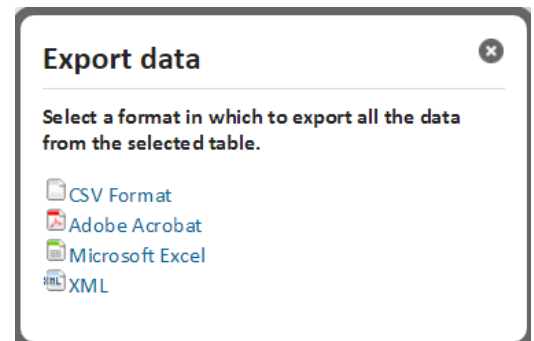 Export data
Select a format in which to export all the data
from the selected table.
CSV Format
Adobe Acrobat
Microsoft Excel
XML XML